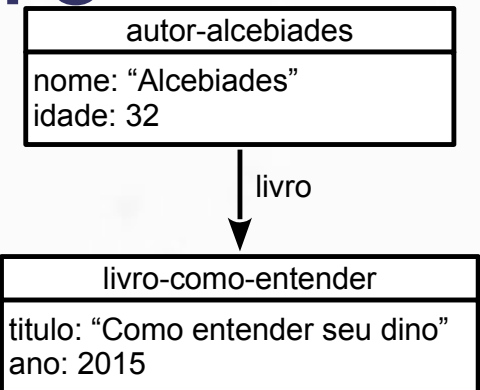 autor-alcebiades
nome: “Alcebiades”
idade: 32
livro
livro-como-entender
titulo: “Como entender seu dino”
ano: 2015